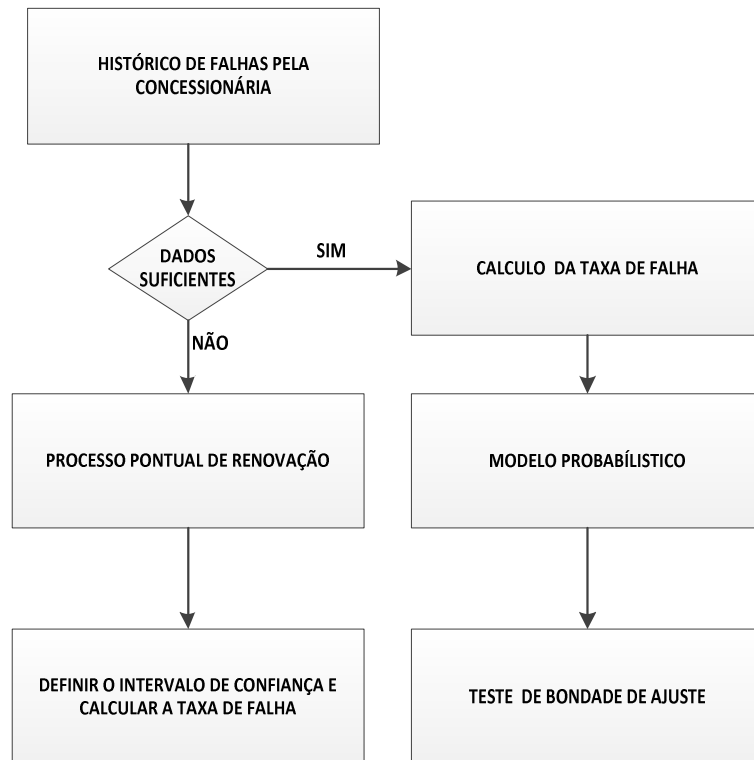 HISTÓRICO DE FALHAS PELA
CONCESSIONÁRIA
DADOS
SUFICIENTES
SIM
CALCULO DA TAXA DE FALHA
NÃO
PROCESSO PONTUAL DE RENOVAÇÃO
MODELO PROBABÍLISTICO
DEFINIR O INTERVALO DE CONFIANÇA E
CALCULAR A TAXA DE FALHA
TESTE DE BONDADE DE AJUSTE